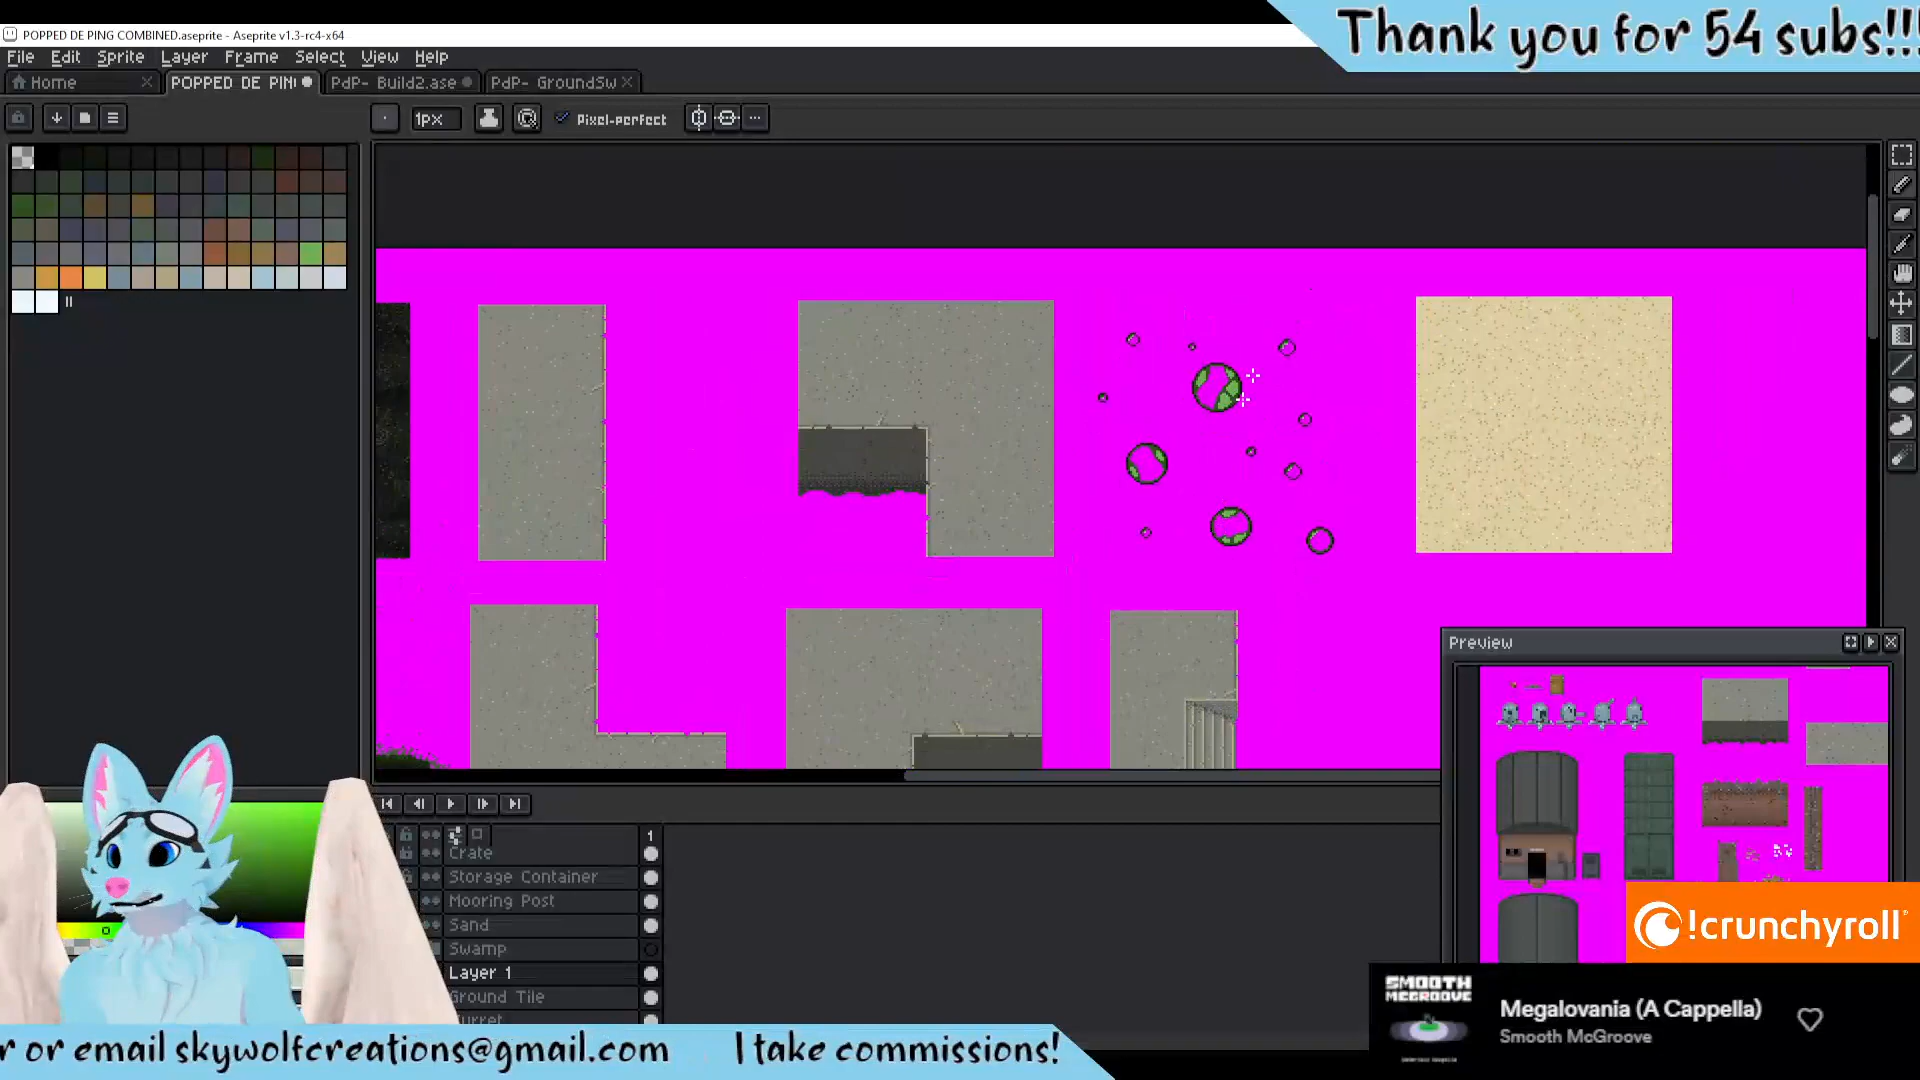 Thank you for 54 subs!!!
POPPED DE PING COMBINED.aseprite - Aseprite v1.3-rc4-x64
File Edit Sprite Layer Frame Select View Help
Home POPPED DE PIN PdP- Build2.ase PdP- GroundSw
1px Pixel-perfect
Preview
1
Crate
Storage Container
Mooring Post
Sand
Swamp
Layer 1
Ground Tile
!crunchyroll
SMOOTH
MCGROOVE
Megalovania (A Cappella)
Smooth McGroove
r or email skywolfcreations@gmail.com I take commissions!